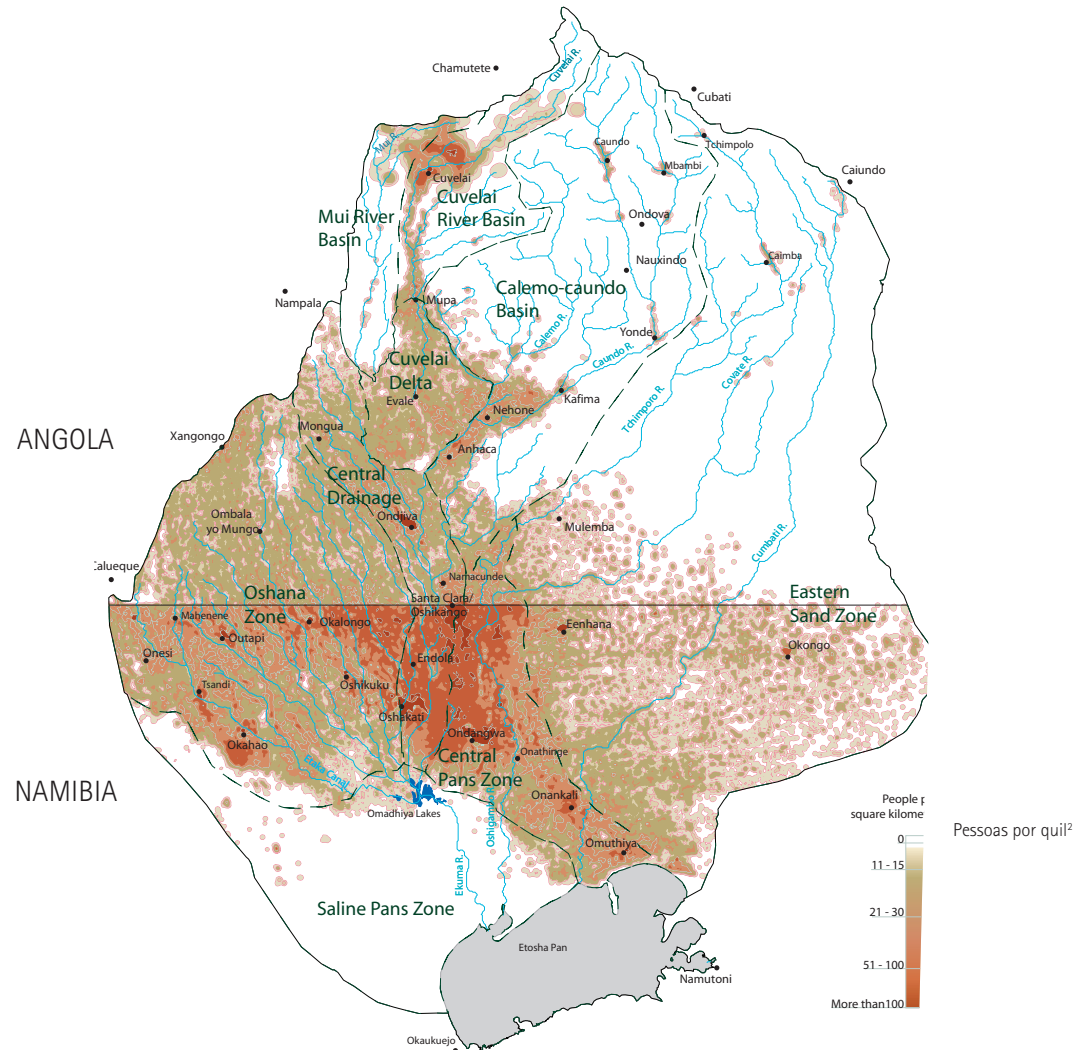 Chamutete
Cuvelai R.
Cubati
Mui R.
Caundo
Tchimpolo
Mbambi
Caiundo
Cuvelai
Cuvelai
River Basin
Mui River
Basin
Ondova
Nauxindo
Caimba
Nampala
Mupa
Calemo-caundo
Basin
Calemo R.
Yonde
Caundo R.
Cuvelai
Delta
Covate R.
Evale
Kafima
Tchimporo R.
Nehone
ANGOLA
Xangongo
Mongua
Anhaca
Central
Drainage
Ombala
yo Mungo
Ondjiva
Mulemba
Cumbati R.
Calueque
Namacunde
Oshana
Zone
Santa Clara/
Oshikango
Eastern
Sand Zone
Mahenene
Okalongo
Eenhana
Outapi
Onesi
Endola
Okongo
Tsandi
Oshikuku
Oshakati
Okahao
Ondangwa
Onathinge
Central
Pans Zone
Etaka Canal
NAMIBIA
Omadhiya Lakes
Onankali
Oshigambo
People p
square kilome
Pessoas por quil²
0
11 - 15
21 - 30
51 - 100
More than100
Omuthiya
Ekuma R.
Saline Pans Zone
Etosha Pan
Namutoni
Okaukuejo